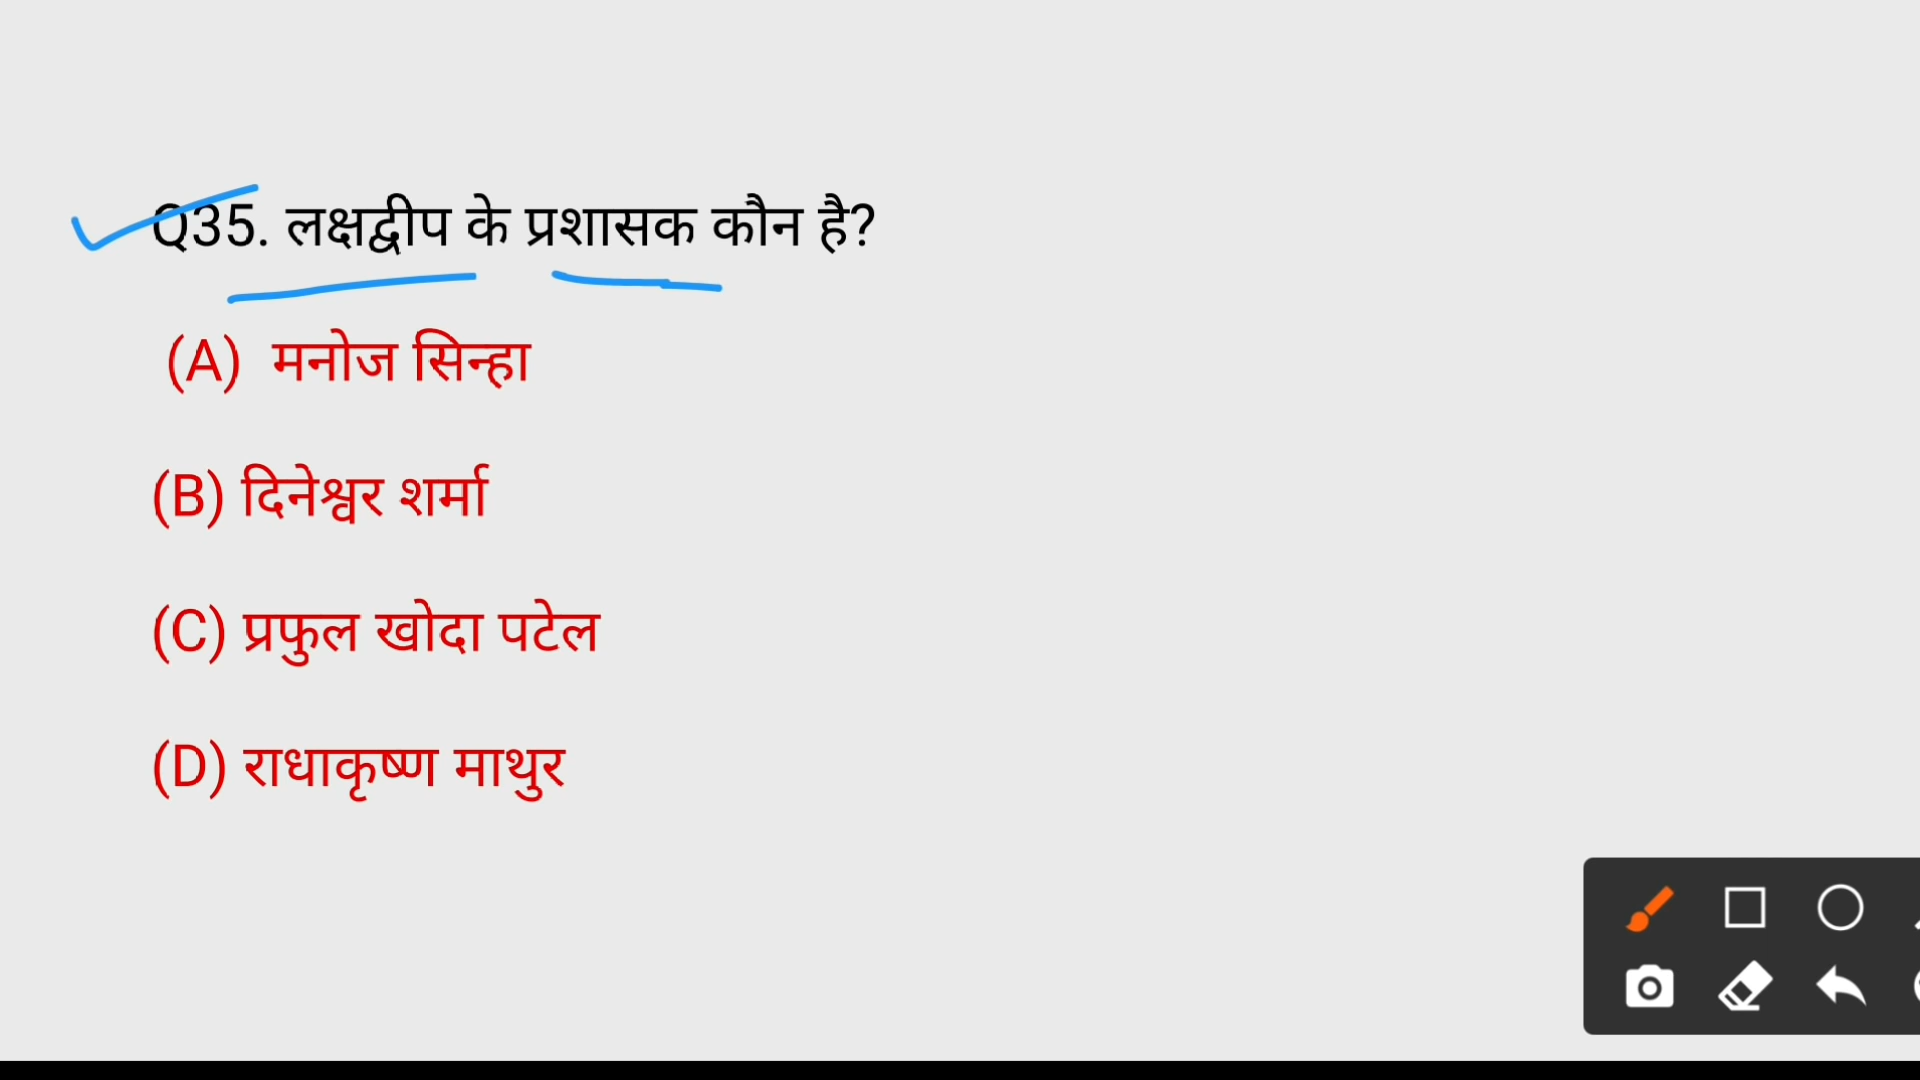 Q35. लक्षद्वीप के प्रशासक कौन है?
(A) मनोज सिन्हा
(B) दिनेश्वर शर्मा
(C) प्रफुल खोदा पटेल
(D) राधाकृष्ण माथुर